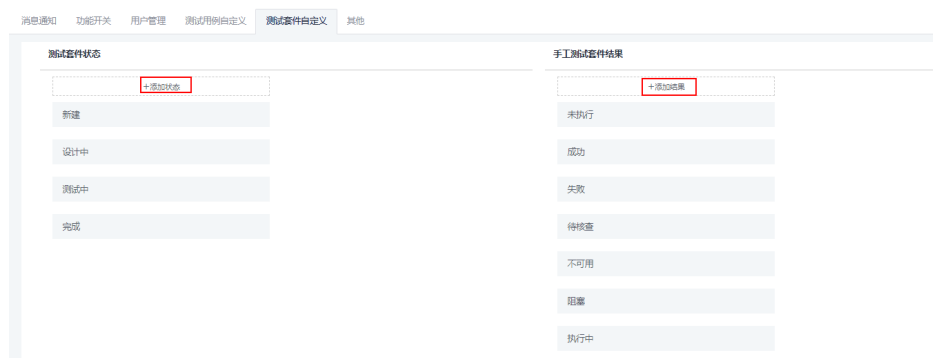 消息通知 功能开关 用户管理 测试用例自定义 测试套件自定义 其他
测试套件状态
+添加状态
新建
设计中
测试中
完成
手工测试套件结果
+添加结果
未执行
成功
失败
待核查
不可用
阻塞
执行中